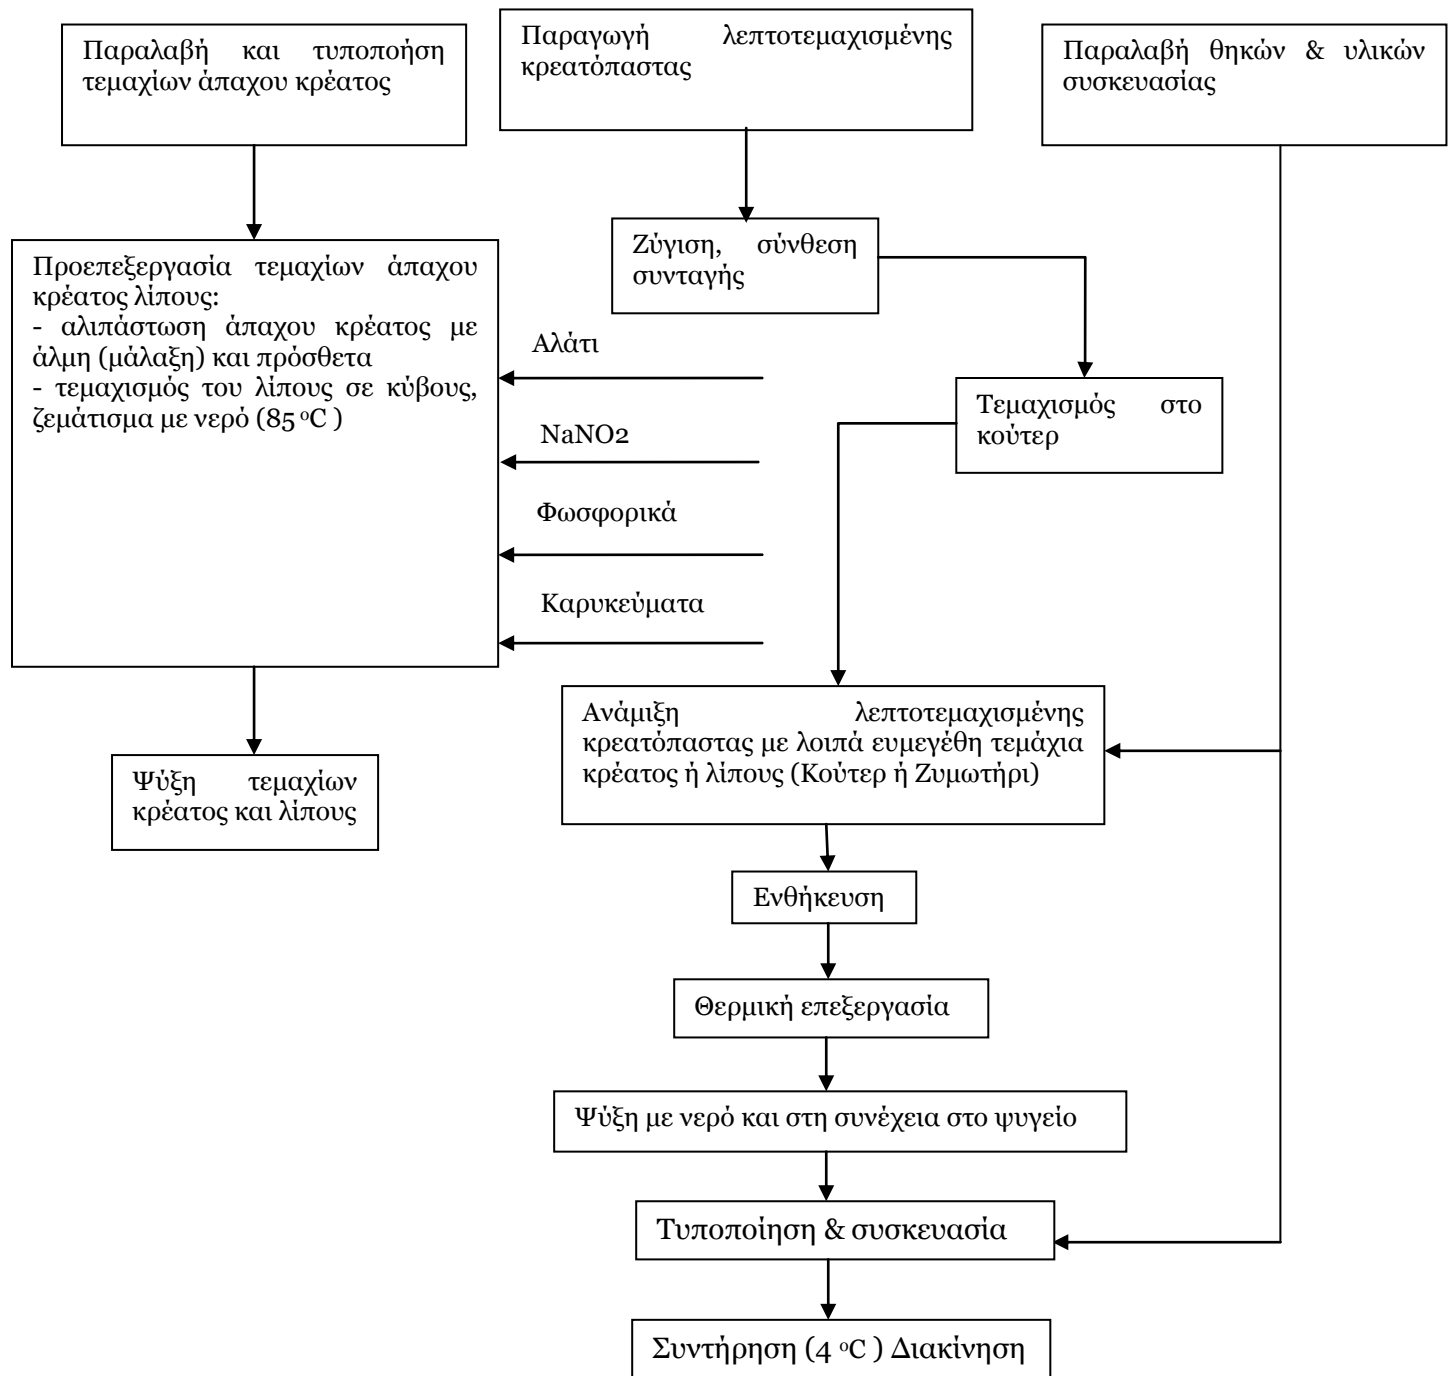 Παραλαβή και τυποποήση
τεμαχίων άπαχου κρέατος
Παραγωγή λεπτοτεμαχισμένης
κρεατόπαστας
Παραλαβή θηκών & υλικών
συσκευασίας
Ζύγιση, σύνθεση
συνταγής
Προεπεξεργασία τεμαχίων άπαχου
κρέατος λίπους:
- αλιπάστωση άπαχου κρέατος με
άλμη (μάλαξη) και πρόσθετα
- τεμαχισμός του λίπους σε κύβους,
ζεμάτισμα με νερό (85 °C )
Αλάτι
NaNO2
Φωσφορικά
Καρυκεύματα
Τεμαχισμός στο
κούτερ
Ανάμιξη λεπτοτεμαχισμένης
κρεατόπαστας με λοιπά ευμεγέθη τεμάχια
κρέατος ή λίπους (Κούτερ ή Ζυμωτήρι)
Ψύξη τεμαχίων
κρέατος και λίπους
Ενθήκευση
Θερμική επεξεργασία
Ψύξη με νερό και στη συνέχεια στο ψυγείο
Τυποποίηση & συσκευασία
Συντήρηση (4 °C ) Διακίνηση